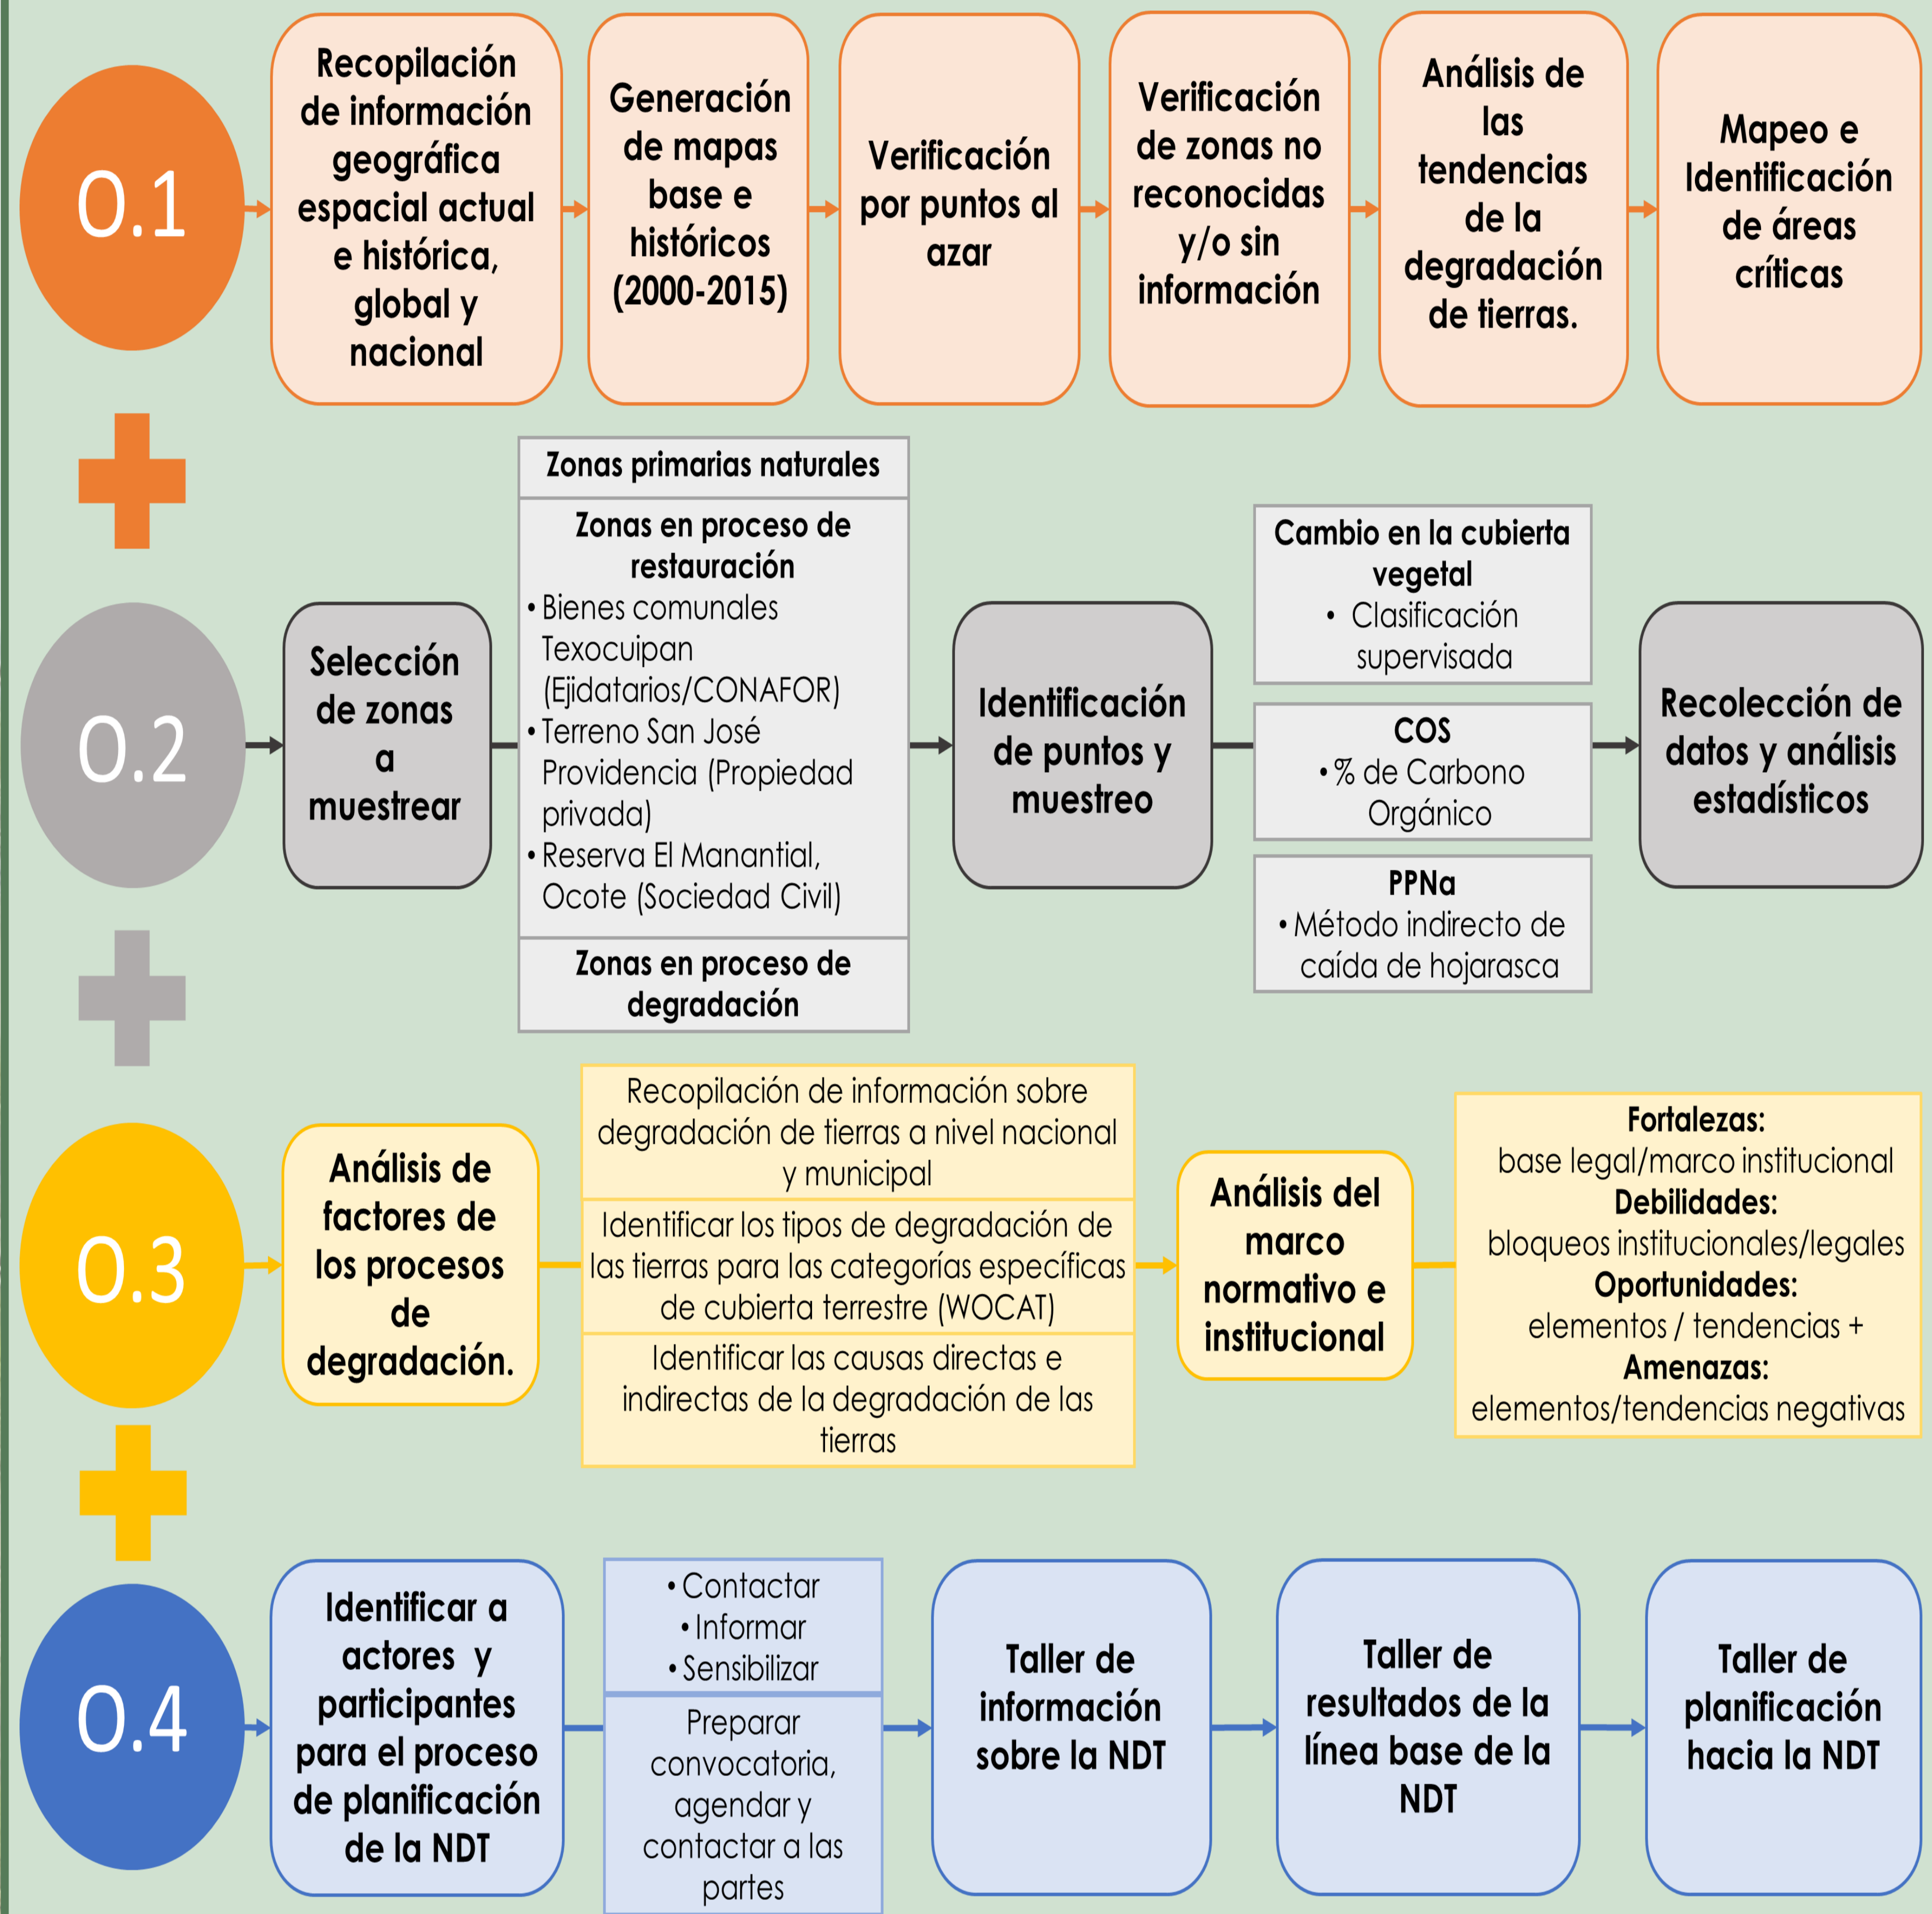 O.1
Recopilación
de información
geográfica
espacial actual
e histórica,
global y
nacional
Generación
de mapas
base e
históricos
(2000-2015)
Verificación
por puntos al
azar
Verificación
de zonas no
reconocidas
y/o sin
información
Análisis de
las
tendencias
de la
degradación
de tierras.
Mapeo e
Identificación
de áreas
críticas
O.2
Selección
de zonas
a
muestrear
Zonas primarias naturales
Zonas en proceso de
restauración
• Bienes comunales
Texocuipan
(Ejidatarios/CONAFOR)
• Terreno San José
Providencia (Propiedad
privada)
• Reserva El Manantial,
Ocote (Sociedad Civil)
Zonas en proceso de
degradación
Identificación
de puntos y
muestreo
Cambio en la cubierta
vegetal
• Clasificación
supervisada
COS
• % de Carbono
Orgánico
PPNa
• Método indirecto de
caída de hojarasca
Recolección de
datos y análisis
estadísticos
O.3
Análisis de
factores de
los procesos
de
degradación.
Recopilación de información sobre
degradación de tierras a nivel nacional
y municipal
Identificar los tipos de degradación de
las tierras para las categorías específicas
de cubierta terrestre (WOCAT)
Identificar las causas directas e
indirectas de la degradación de las
tierras
Análisis del
marco
normativo e
institucional
Fortalezas:
base legal/marco institucional
Debilidades:
bloqueos institucionales/legales
Oportunidades:
elementos / tendencias +
Amenazas:
elementos/tendencias negativas
O.4
Identificar a
actores y
participantes
para el proceso
de planificación
de la NDT
• Contactar
• Informar
• Sensibilizar
Preparar
convocatoria,
agendar y
contactar a las
partes
Taller de
información
sobre la NDT
Taller de
resultados de la
línea base de la
NDT
Taller de
planificación
hacia la NDT